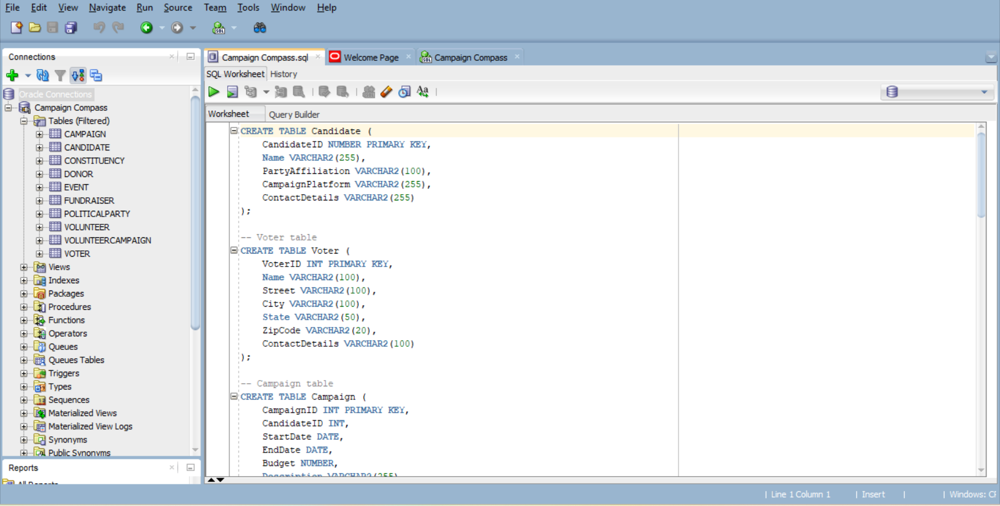 File Edit View Navigate Run Source Team Tools Window Help
Connections
Oracle Connections
Campaign Compass
Tables (Filtered)
CAMPAIGN
CANDIDATE
CONSTITUENCY
DONOR
EVENT
FUNDRAISER
POLITICALPARTY
VOLUNTEER
VOLUNTEERCAMPAIGN
VOTER
Views
Indexes
Packages
Procedures
Functions
Operators
Queues
Queues Tables
Triggers
Types
Sequences
Materialized Views
Materialized View Logs
Synonyms
Public Synonyms
Reports
All Reports
Campaign Compass.sql Welcome Page Campaign Compass
SQL Worksheet History
Worksheet Query Builder
CREATE TABLE Candidate (
CandidateID NUMBER PRIMARY KEY,
Name VARCHAR2(255),
PartyAffiliation VARCHAR2(100),
CampaignPlatform VARCHAR2(255),
ContactDetails VARCHAR2(255)
);
-- Voter table
CREATE TABLE Voter (
VoterID INT PRIMARY KEY,
Name VARCHAR2(100),
Street VARCHAR2(100),
City VARCHAR2(100),
State VARCHAR2(50),
ZipCode VARCHAR2(20),
ContactDetails VARCHAR2(100)
);
-- Campaign table
CREATE TABLE Campaign (
CampaignID INT PRIMARY KEY,
CandidateID INT,
StartDate DATE,
EndDate DATE,
Budget NUMBER,
Description VARCHAR2(255)
| Line 1 Column 1 | Insert | | Windows: CR